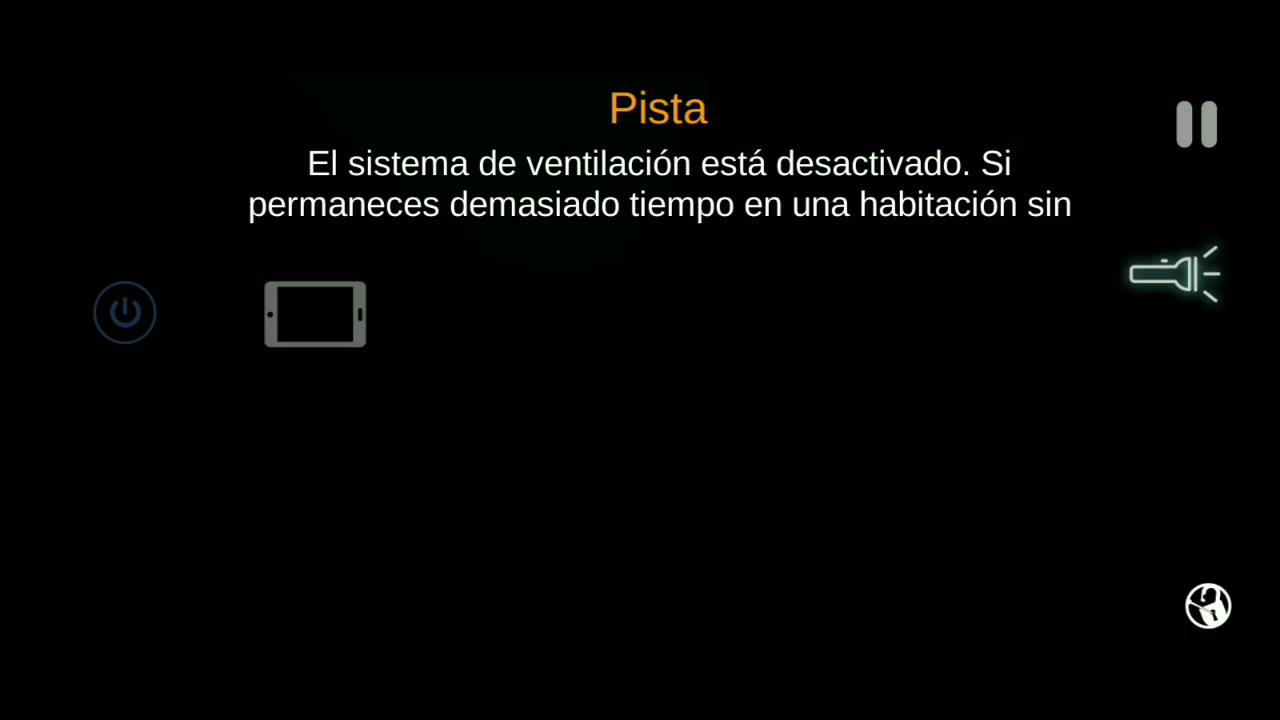 Pista
El sistema de ventilación está desactivado. Si
permaneces demasiado tiempo en una habitación sin